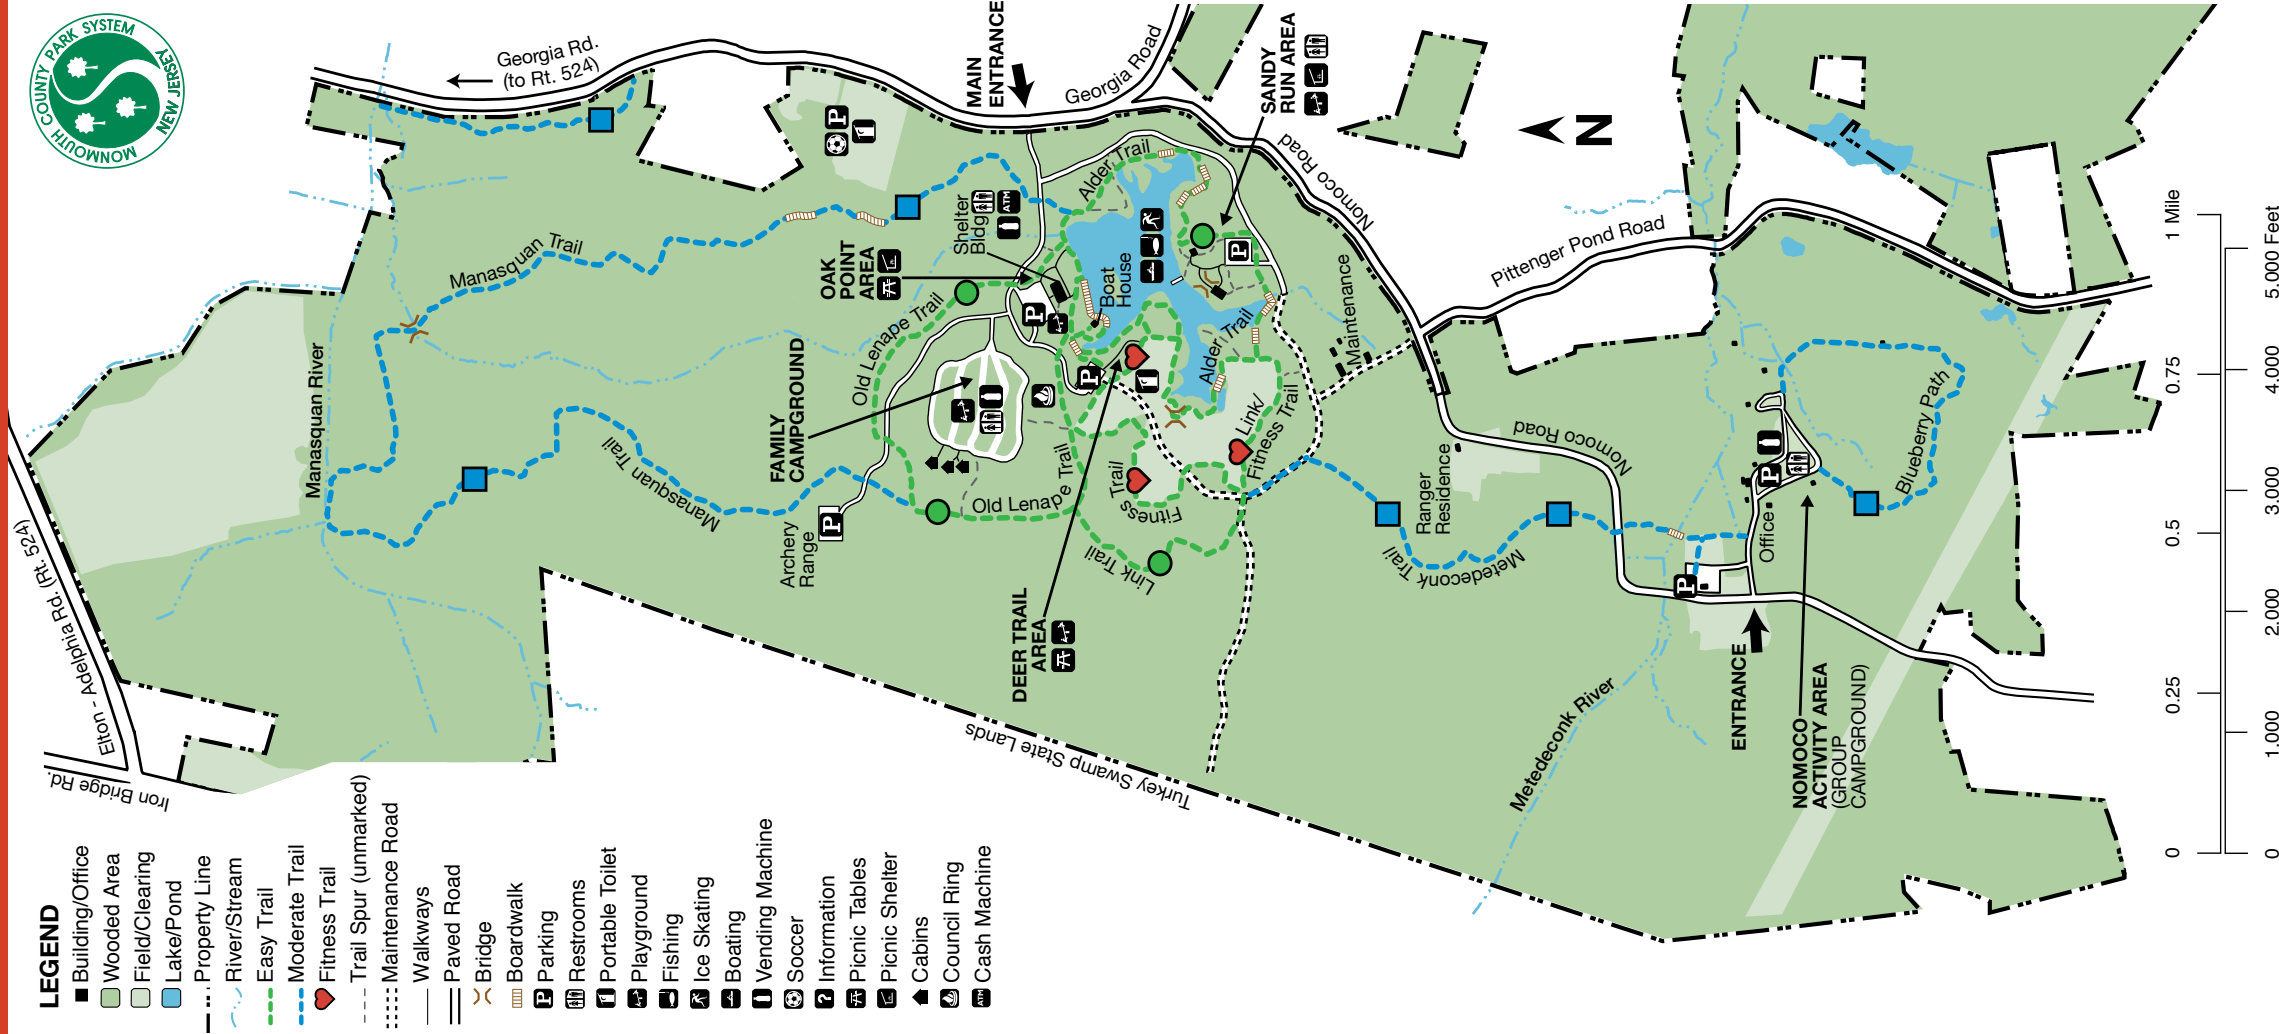 MONMOUTH COUNTY PARK SYSTEM
NEW JERSEY
LEGEND
Building/Office
Wooded Area
Field/Clearing
Lake/Pond
Property Line
River/Stream
Easy Trail
Moderate Trail
Fitness Trail
Trail Spur (unmarked)
Maintenance Road
Walkways
Paved Road
Bridge
Boardwalk
P Parking
Restrooms
Portable Toilet
Playground
Fishing
Ice Skating
Boating
Vending Machine
Soccer
? Information
Picnic Tables
Picnic Shelter
Cabins
Council Ring
ATM Cash Machine
Iron Bridge Rd.
Elton - Adelphia Rd. (Rt. 524)
Manasquan River
Manasquan Trail
Manasquan Trail
Georgia Rd.
(to Rt. 524)
P
MAIN
ENTRANCE
Georgia Road
SANDY
RUN AREA
Nomoco Road
N
Alder Trail
Shelter
Bldg.
ATM
OAK
POINT
AREA
Boat
House
P
P
Old Lenape Trail
FAMILY
CAMPGROUND
P
Archery
Range
P
Old Lenape Trail
Alder Trail
Link/
Fitness Trail
Fitness
Trail
Link Trail
DEER TRAIL
AREA
Maintenance
Turkey Swamp State Lands
Pittenger Pond Road
Nomoco Road
Ranger
Residence
Metedeconk Trail
Metedeconk River
P
Office
P
Blueberry Path
ENTRANCE
NOMOCO
ACTIVITY AREA
(GROUP
CAMPGROUND)
0
0.25
0.5
0.75
1 Mile
0
1.000
2.000
3.000
4.000
5.000 Feet